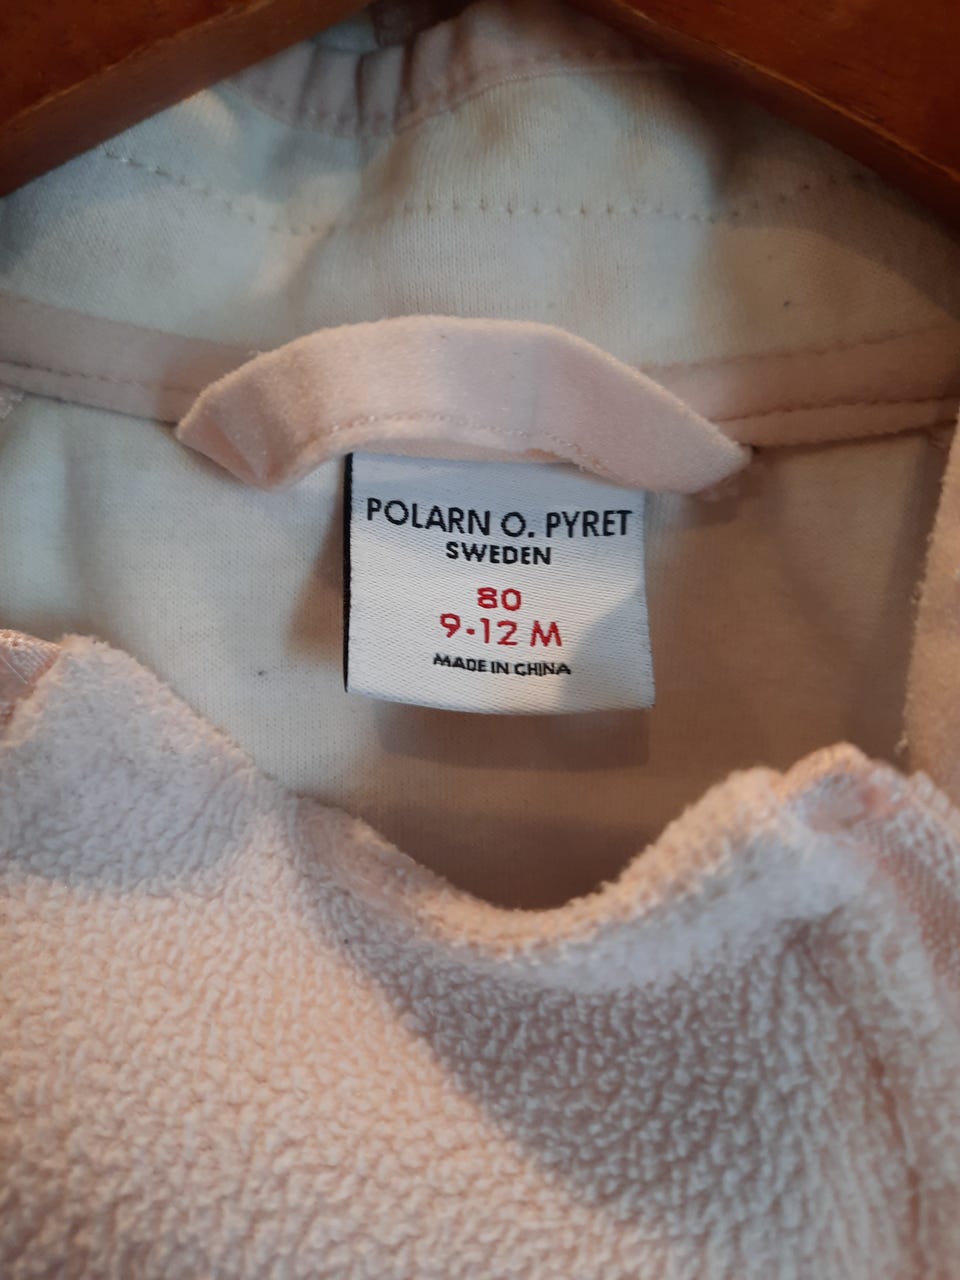 POLARN O. PYRET
SWEDEN
80
9-12 M
MADE IN CHINA